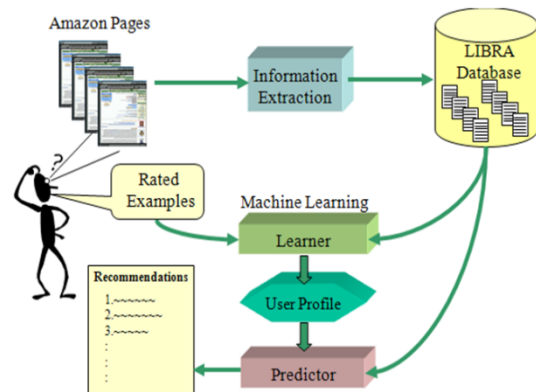 Amazon Pages
Information
Extraction
LIBRA
Database
?
Rated
Examples
Machine Learning
Learner
User Profile
Predictor
Recommendations
1.~~~~~~
2.~~~~~~~
3.~~~~~
:
:
: